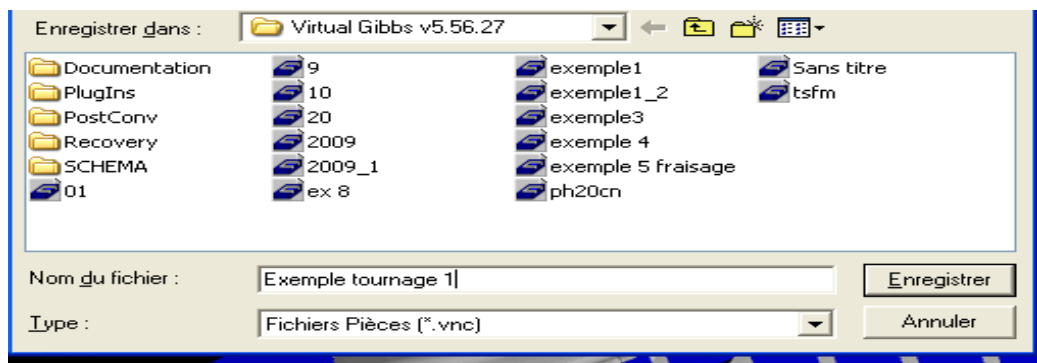 Enregistrer dans : Virtual Gibbs v5.56.27
Documentation 9 exemple1 Sans titre
PlugIns 10 exemple1_2 tsfm
PostConv 20 exemple3
Recovery 2009 exemple 4
SCHEMA 2009_1 exemple 5 fraisage
01 ex 8 ph20cn
Nom du fichier : Exemple tournage 1 Enregistrer
Type : Fichiers Pièces (*.vnc) Annuler